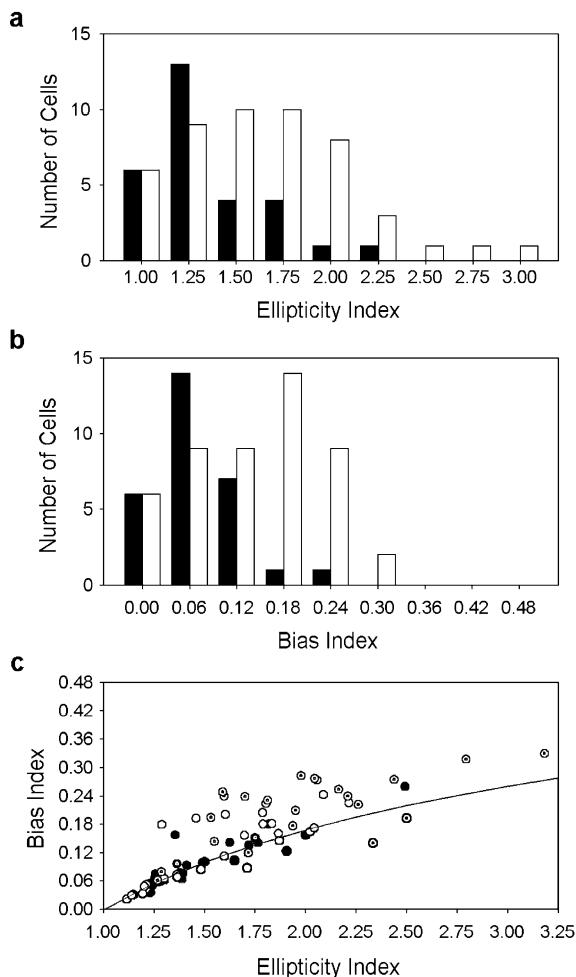 a
15
10
5
0
Number of Cells
1.00 1.25 1.50 1.75 2.00 2.25 2.50 2.75 3.00
Ellipticity Index
b
15
10
5
0
Number of Cells
0.00 0.06 0.12 0.18 0.24 0.30 0.36 0.42 0.48
Bias Index
c
0.48
0.42
0.36
0.30
0.24
0.18
0.12
0.06
0.00
Bias Index
1.00 1.25 1.50 1.75 2.00 2.25 2.50 2.75 3.00 3.25
Ellipticity Index